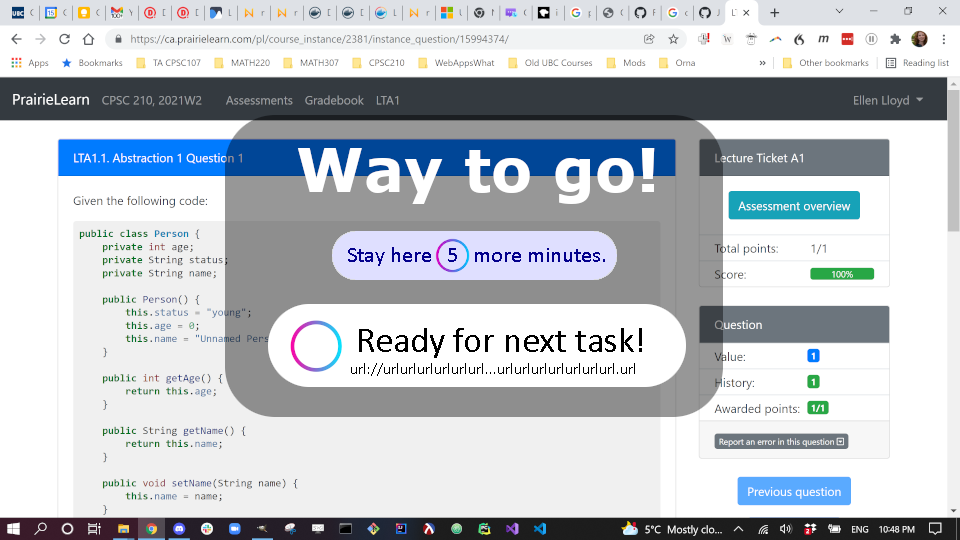 https://ca.prairielearn.com/pl/course_instance/2381/instance_question/15994374/
Apps
Bookmarks
TA CPSC107
MATH220
MATH307
CPSC210
WebAppsWhat
Old UBC Courses
Mods
Orna
»
Other bookmarks
Reading list
PrairieLearn
CPSC 210, 2021W2
Assessments
Gradebook
LTA1
Ellen Lloyd
LTA1.1. Abstraction 1 Question 1
Given the following code:
public class Person {
private int age;
private String status;
private String name;
public Person() {
this.status = "young";
this.age = 0;
this.name = "Unnamed Pers
}
public int getAge() {
return this.age;
}
public String getName() {
return this.name;
}
public void setName(String name) {
this.name = name;
}
Way to go!
Stay here 5 more minutes.
Ready for next task!
url://urlurlurlurlurlurl...urlurlurlurlurlurlurl.url
Lecture Ticket A1
Assessment overview
Total points: 1/1
Score: 100%
Question
Value: 1
History: 1
Awarded points: 1/1
Report an error in this question
Previous question
5°C Mostly clo...
ENG
10:48 PM